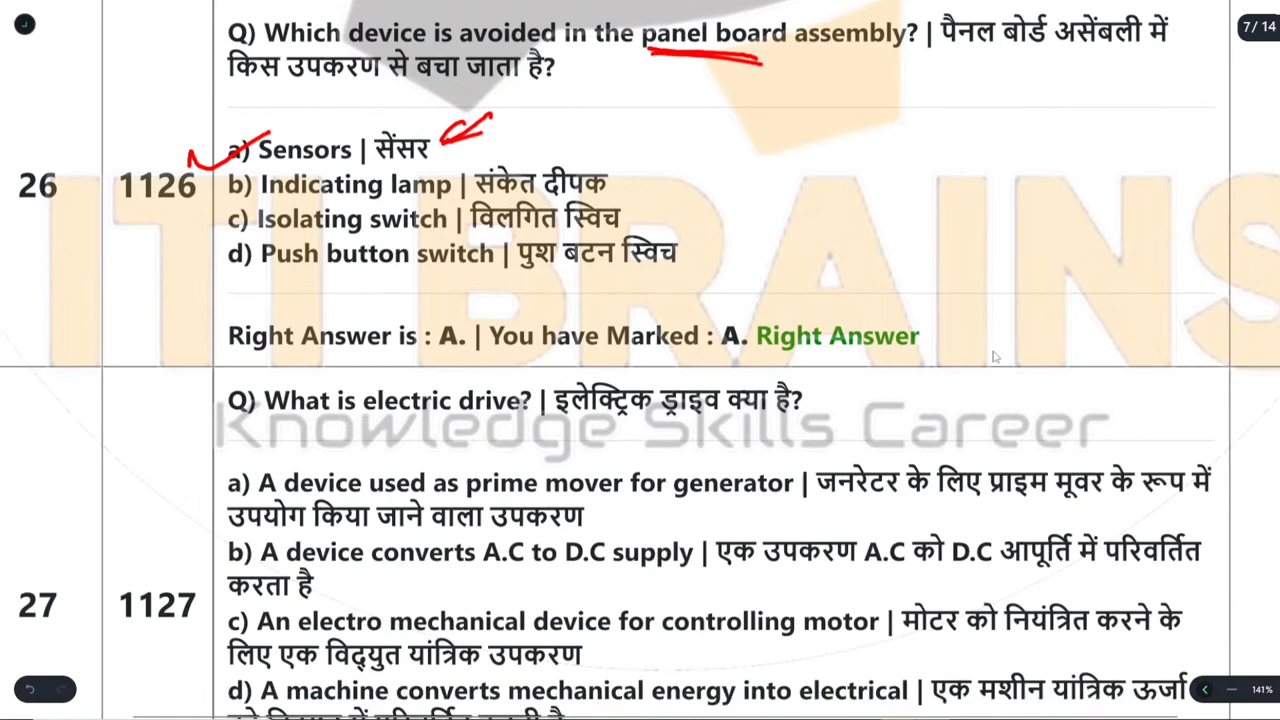 7 / 14
Q) Which device is avoided in the panel board assembly? | पैनल बोर्ड असेंबली में
किस उपकरण से बचा जाता है?
a) Sensors | सेंसर
26 1126
b) Indicating lamp | संकेत दीपक
c) Isolating switch | विलगित स्विच
d) Push button switch | पुश बटन स्विच
ITI BRAINS
Right Answer is : A. | You have Marked : A. Right Answer
Q) What is electric drive? | इलेक्ट्रिक ड्राइव क्या है?
Knowledge Skills Career
a) A device used as prime mover for generator | जनरेटर के लिए प्राइम मूवर के रूप में
उपयोग किया जाने वाला उपकरण
b) A device converts A.C to D.C supply | एक उपकरण A.C को D.C आपूर्ति में परिवर्तित
करता है
27 1127
c) An electro mechanical device for controlling motor | मोटर को नियंत्रित करने के
लिए एक विद्युत यांत्रिक उपकरण
d) A machine converts mechanical energy into electrical | एक मशीन यांत्रिक ऊर्जा
141%